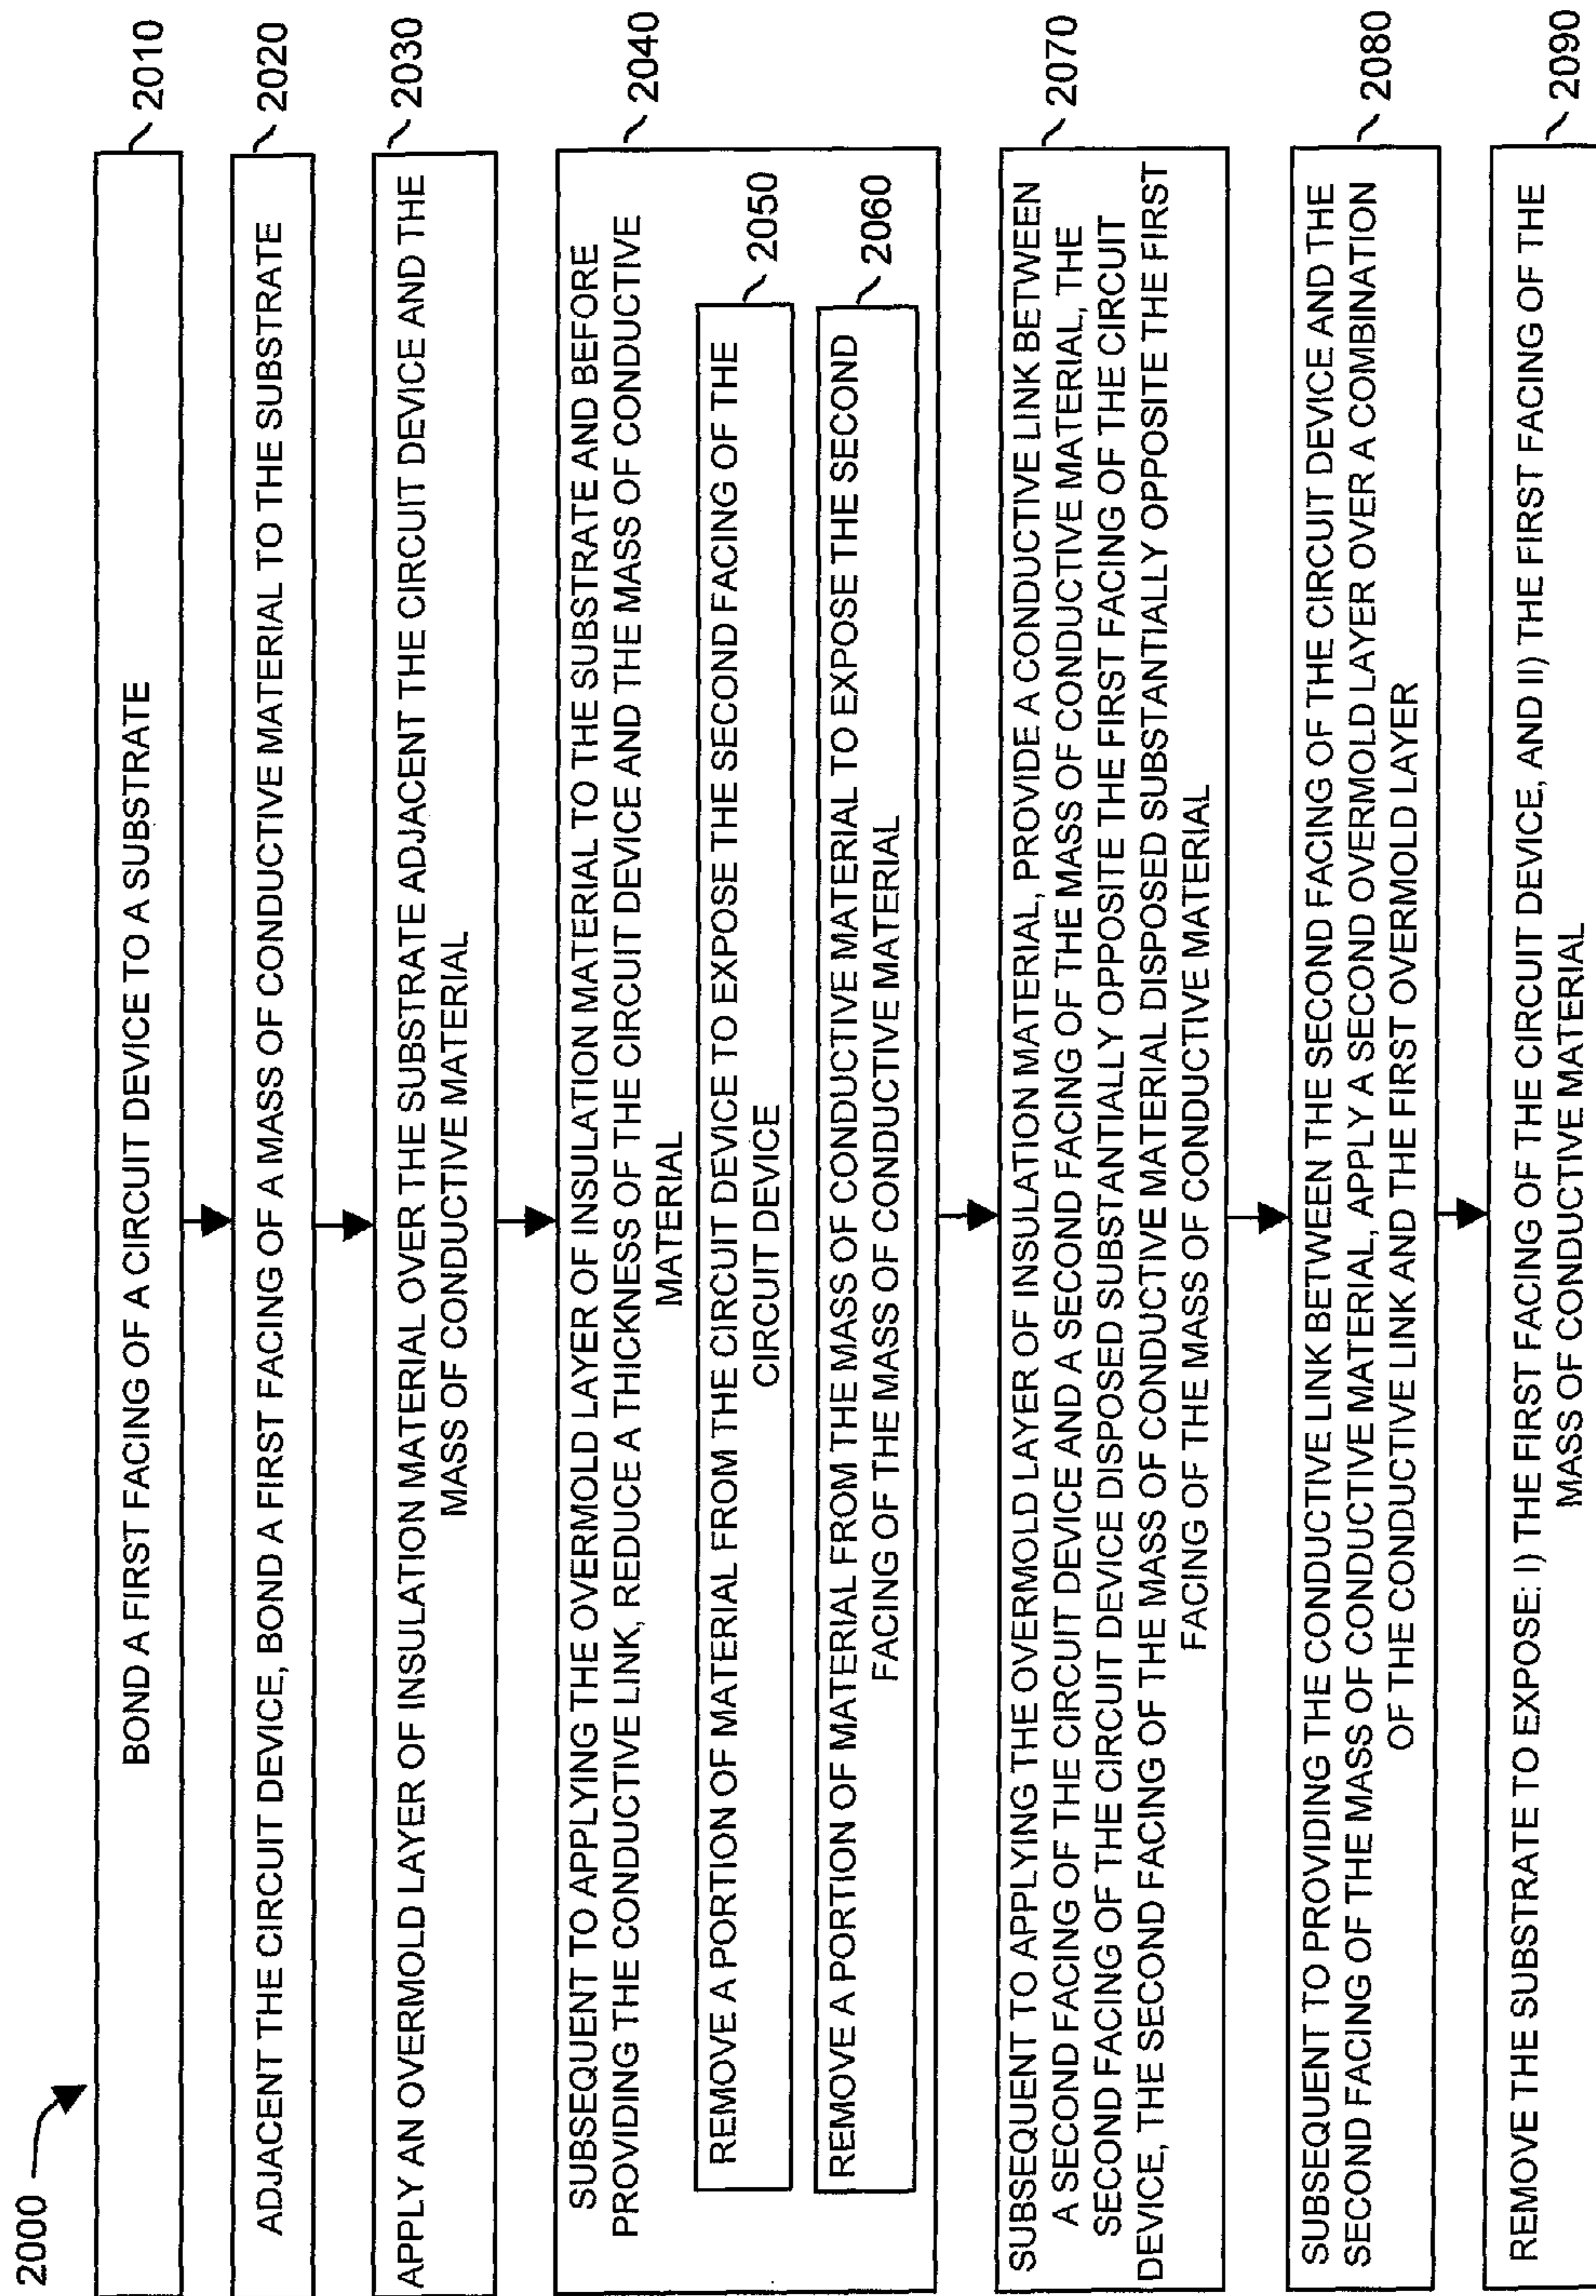 2000
BOND A FIRST FACING OF A CIRCUIT DEVICE TO A SUBSTRATE
2010
ADJACENT THE CIRCUIT DEVICE, BOND A FIRST FACING OF A MASS OF CONDUCTIVE MATERIAL TO THE SUBSTRATE
2020
APPLY AN OVERMOLD LAYER OF INSULATION MATERIAL OVER THE SUBSTRATE ADJACENT THE CIRCUIT DEVICE AND THE
MASS OF CONDUCTIVE MATERIAL
2030
SUBSEQUENT TO APPLYING THE OVERMOLD LAYER OF INSULATION MATERIAL TO THE SUBSTRATE AND BEFORE
PROVIDING THE CONDUCTIVE LINK, REDUCE A THICKNESS OF THE CIRCUIT DEVICE AND THE MASS OF CONDUCTIVE
MATERIAL
2040
REMOVE A PORTION OF MATERIAL FROM THE CIRCUIT DEVICE TO EXPOSE THE SECOND FACING OF THE
CIRCUIT DEVICE
2050
REMOVE A PORTION OF MATERIAL FROM THE MASS OF CONDUCTIVE MATERIAL TO EXPOSE THE SECOND
FACING OF THE MASS OF CONDUCTIVE MATERIAL
2060
SUBSEQUENT TO APPLYING THE OVERMOLD LAYER OF INSULATION MATERIAL, PROVIDE A CONDUCTIVE LINK BETWEEN
A SECOND FACING OF THE CIRCUIT DEVICE AND A SECOND FACING OF THE MASS OF CONDUCTIVE MATERIAL, THE
SECOND FACING OF THE CIRCUIT DEVICE DISPOSED SUBSTANTIALLY OPPOSITE THE FIRST FACING OF THE CIRCUIT
DEVICE, THE SECOND FACING OF THE MASS OF CONDUCTIVE MATERIAL DISPOSED SUBSTANTIALLY OPPOSITE THE FIRST
FACING OF THE MASS OF CONDUCTIVE MATERIAL
2070
SUBSEQUENT TO PROVIDING THE CONDUCTIVE LINK BETWEEN THE SECOND FACING OF THE CIRCUIT DEVICE AND THE
SECOND FACING OF THE MASS OF CONDUCTIVE MATERIAL, APPLY A SECOND OVERMOLD LAYER OVER A COMBINATION
OF THE CONDUCTIVE LINK AND THE FIRST OVERMOLD LAYER
2080
REMOVE THE SUBSTRATE TO EXPOSE: I) THE FIRST FACING OF THE CIRCUIT DEVICE, AND II) THE FIRST FACING OF THE
MASS OF CONDUCTIVE MATERIAL
2090